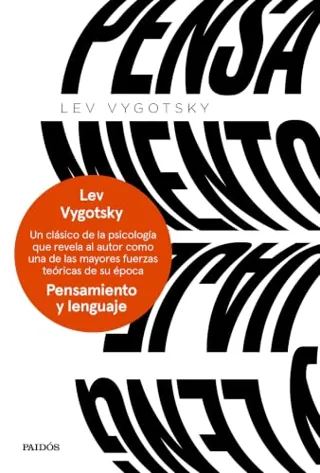 PENSA
LEV VYGOTSKY
MIENTO
Lev
Vygotsky
Un clásico de la psicología
que revela al autor como
una de las mayores fuerzas
teóricas de su época
Pensamiento
y lenguaje
PAIDÓS